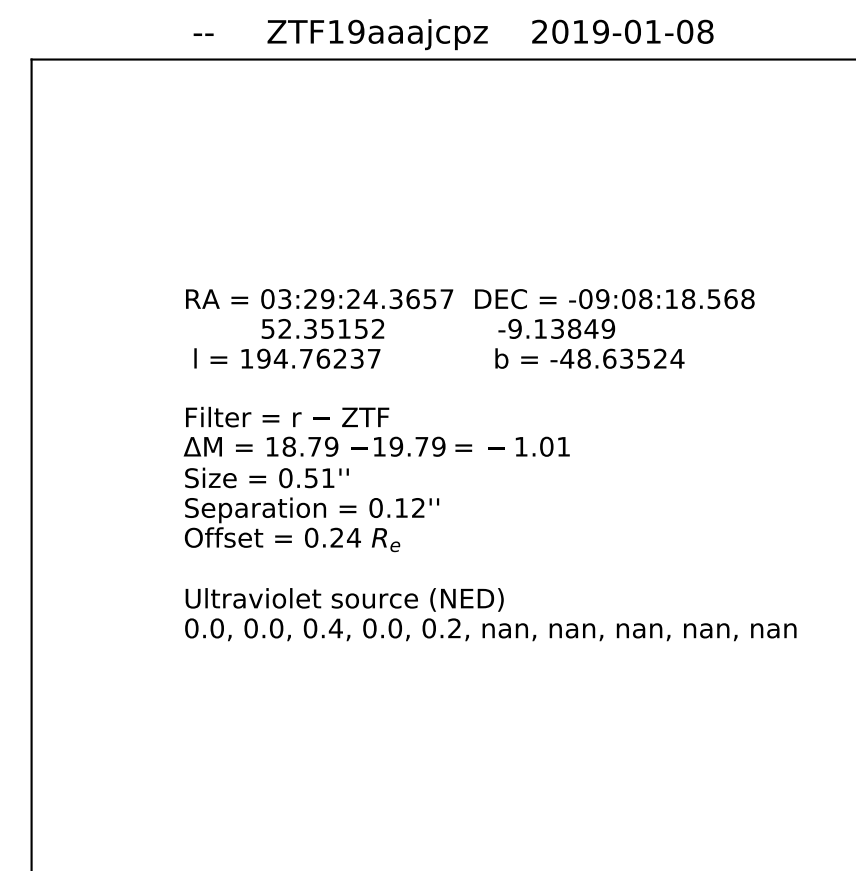 --    ZTF19aaajcpz    2019-01-08
RA = 03:29:24.3657  DEC = -09:08:18.568
52.35152    -9.13849
l = 194.76237    b = -48.63524
Filter = r − ZTF
ΔM = 18.79 −19.79 = − 1.01
Size = 0.51''
Separation = 0.12''
Offset = 0.24 Rₑ
Ultraviolet source (NED)
0.0, 0.0, 0.4, 0.0, 0.2, nan, nan, nan, nan, nan